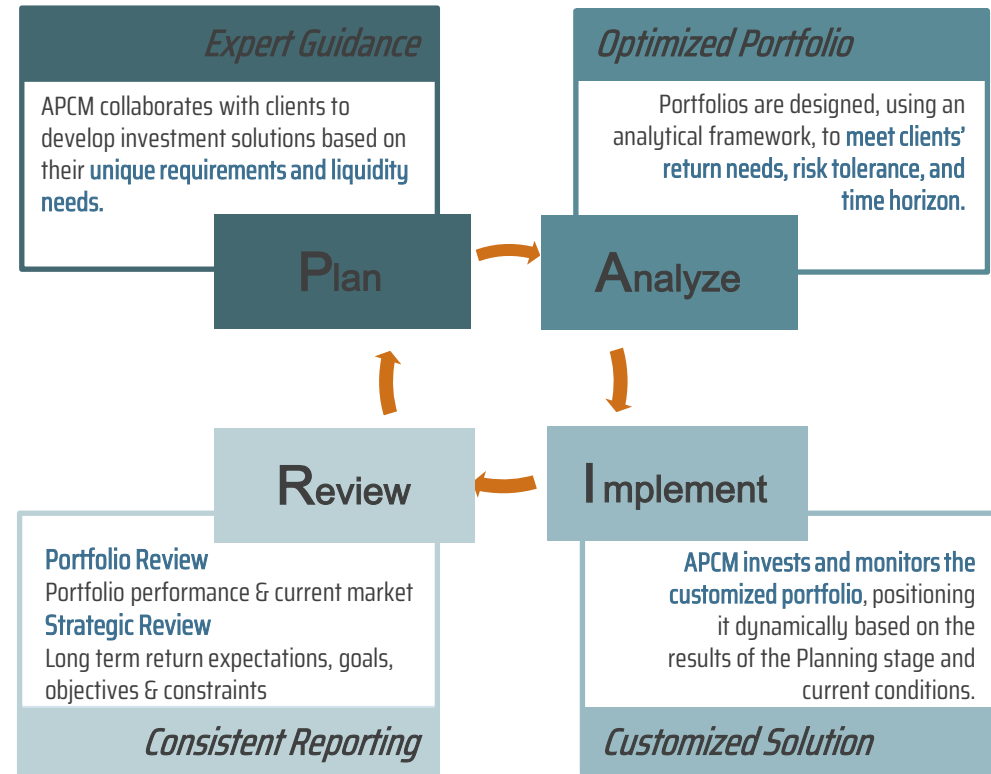 Expert Guidance
APCM collaborates with clients to
develop investment solutions based on
their unique requirements and liquidity
needs.
Plan
Optimized Portfolio
Portfolios are designed, using an
analytical framework, to meet clients’
return needs, risk tolerance, and
time horizon.
Analyze
Review
Portfolio Review
Portfolio performance & current market
Strategic Review
Long term return expectations, goals,
objectives & constraints
Consistent Reporting
Implement
APCM invests and monitors the
customized portfolio, positioning
it dynamically based on the
results of the Planning stage and
current conditions.
Customized Solution